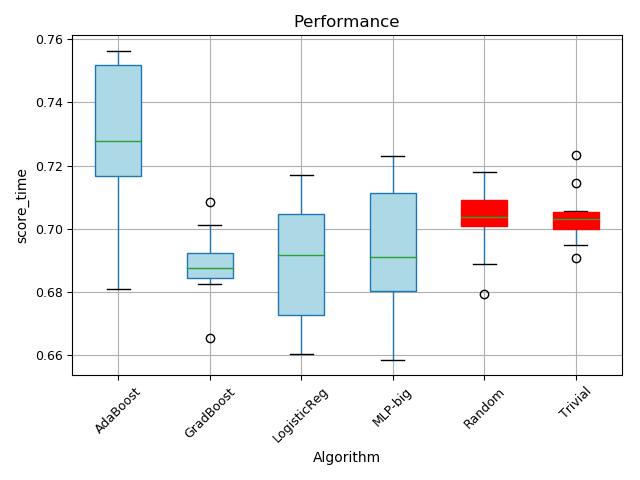 Performance
0.76
0.74
0.72
0.70
0.68
0.66
score_time
AdaBoost
GradBoost
LogisticReg
MLP-big
Random
Trivial
Algorithm